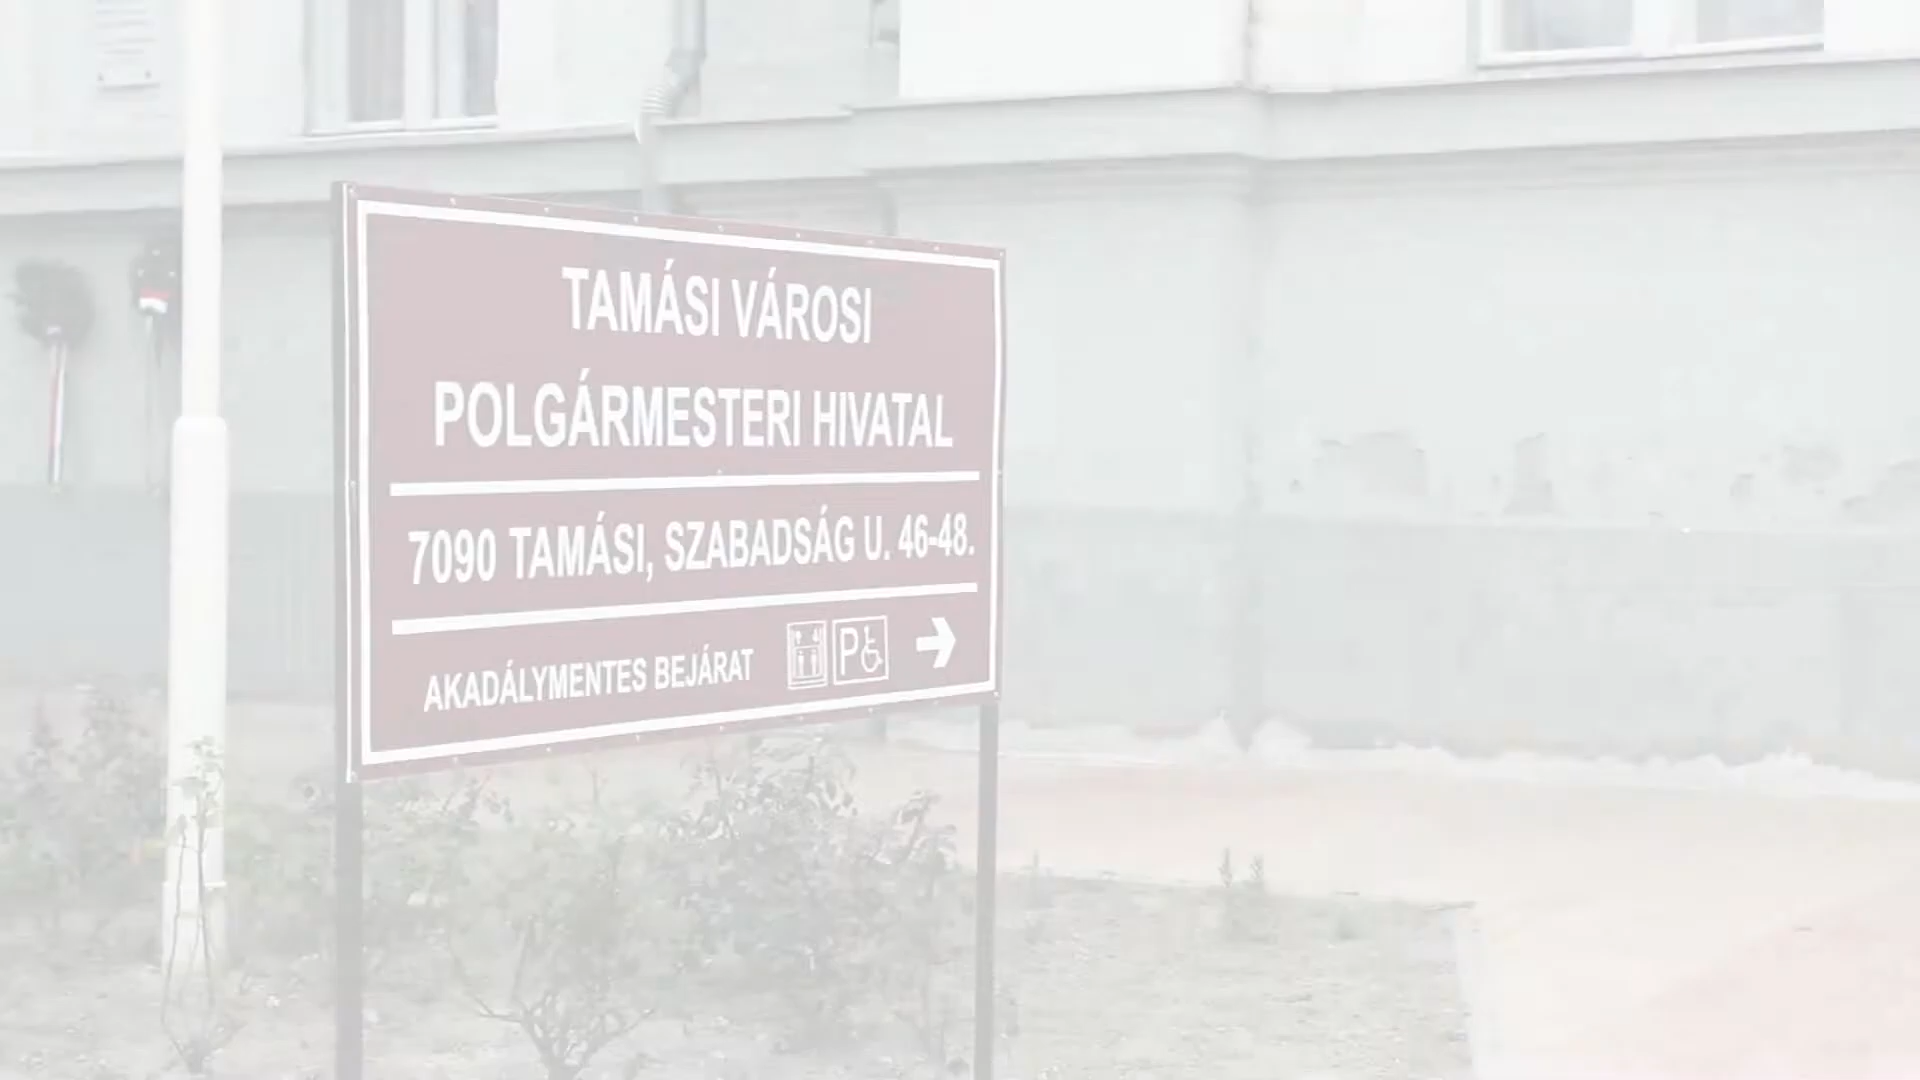 TAMÁSI VÁROSI
POLGÁRMESTERI HIVATAL
7090 TAMÁSI, SZABADSÁG U. 46-48.
AKADÁLYMENTES BEJÁRAT P